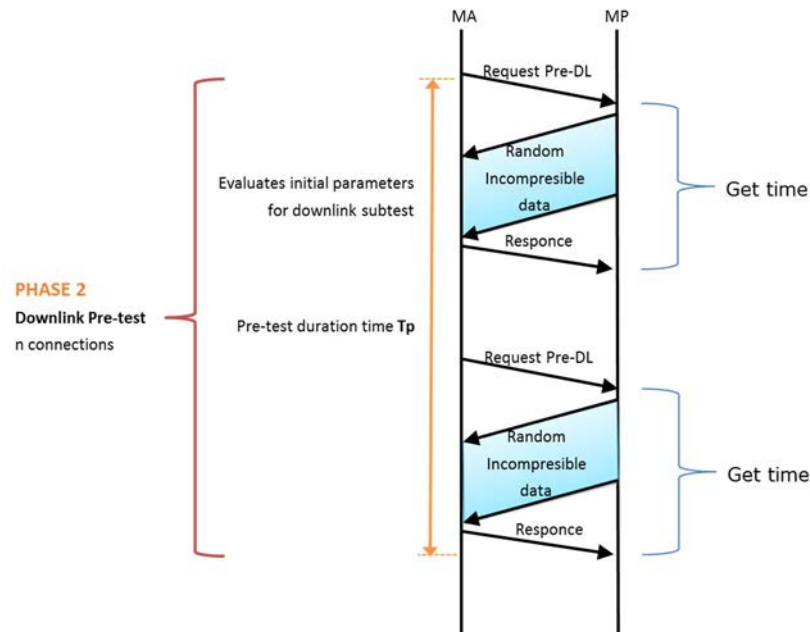 MA
MP
Request Pre-DL
Random
Incompresible
data
Responce
Get time
Evaluates initial parameters
for downlink subtest
PHASE 2
Downlink Pre-test
n connections
Pre-test duration time Tp
Request Pre-DL
Random
Incompresible
data
Responce
Get time